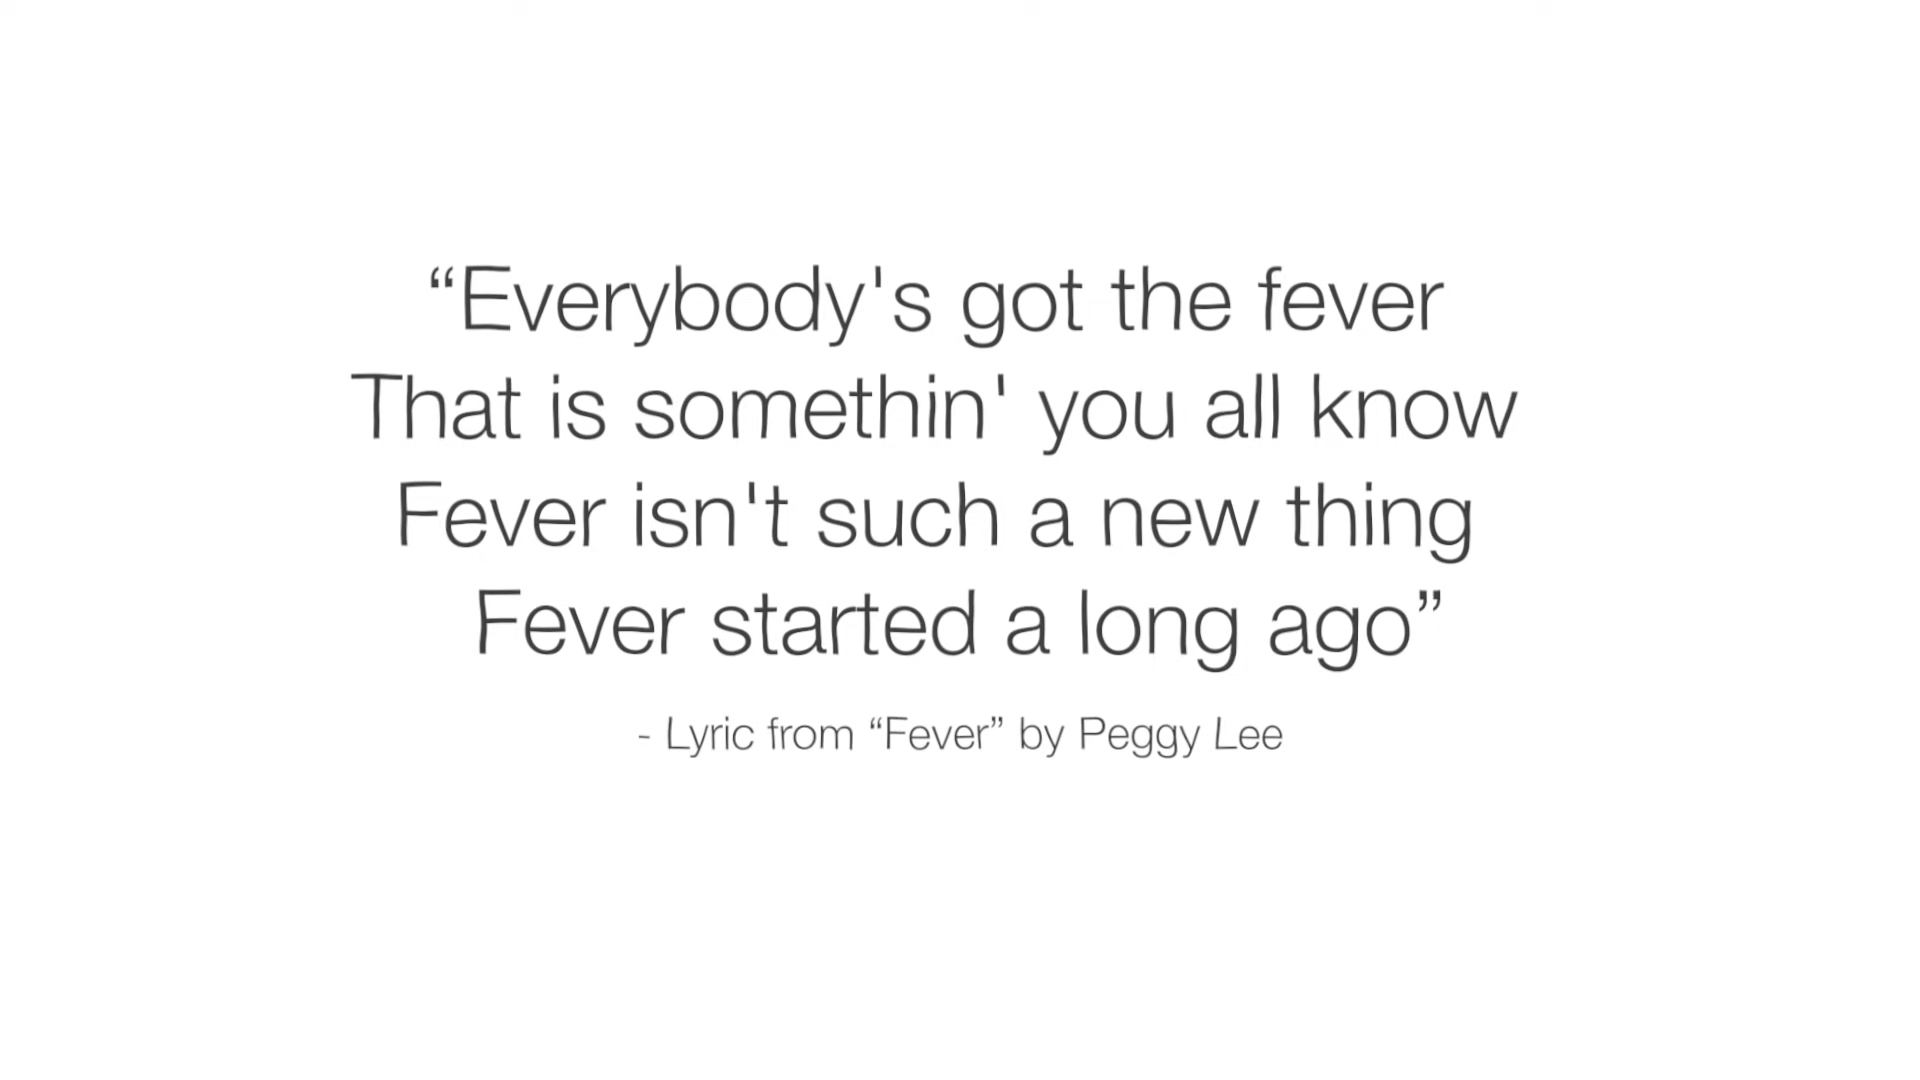 “Everybody's got the fever
That is somethin' you all know
Fever isn't such a new thing
Fever started a long ago”
- Lyric from “Fever” by Peggy Lee